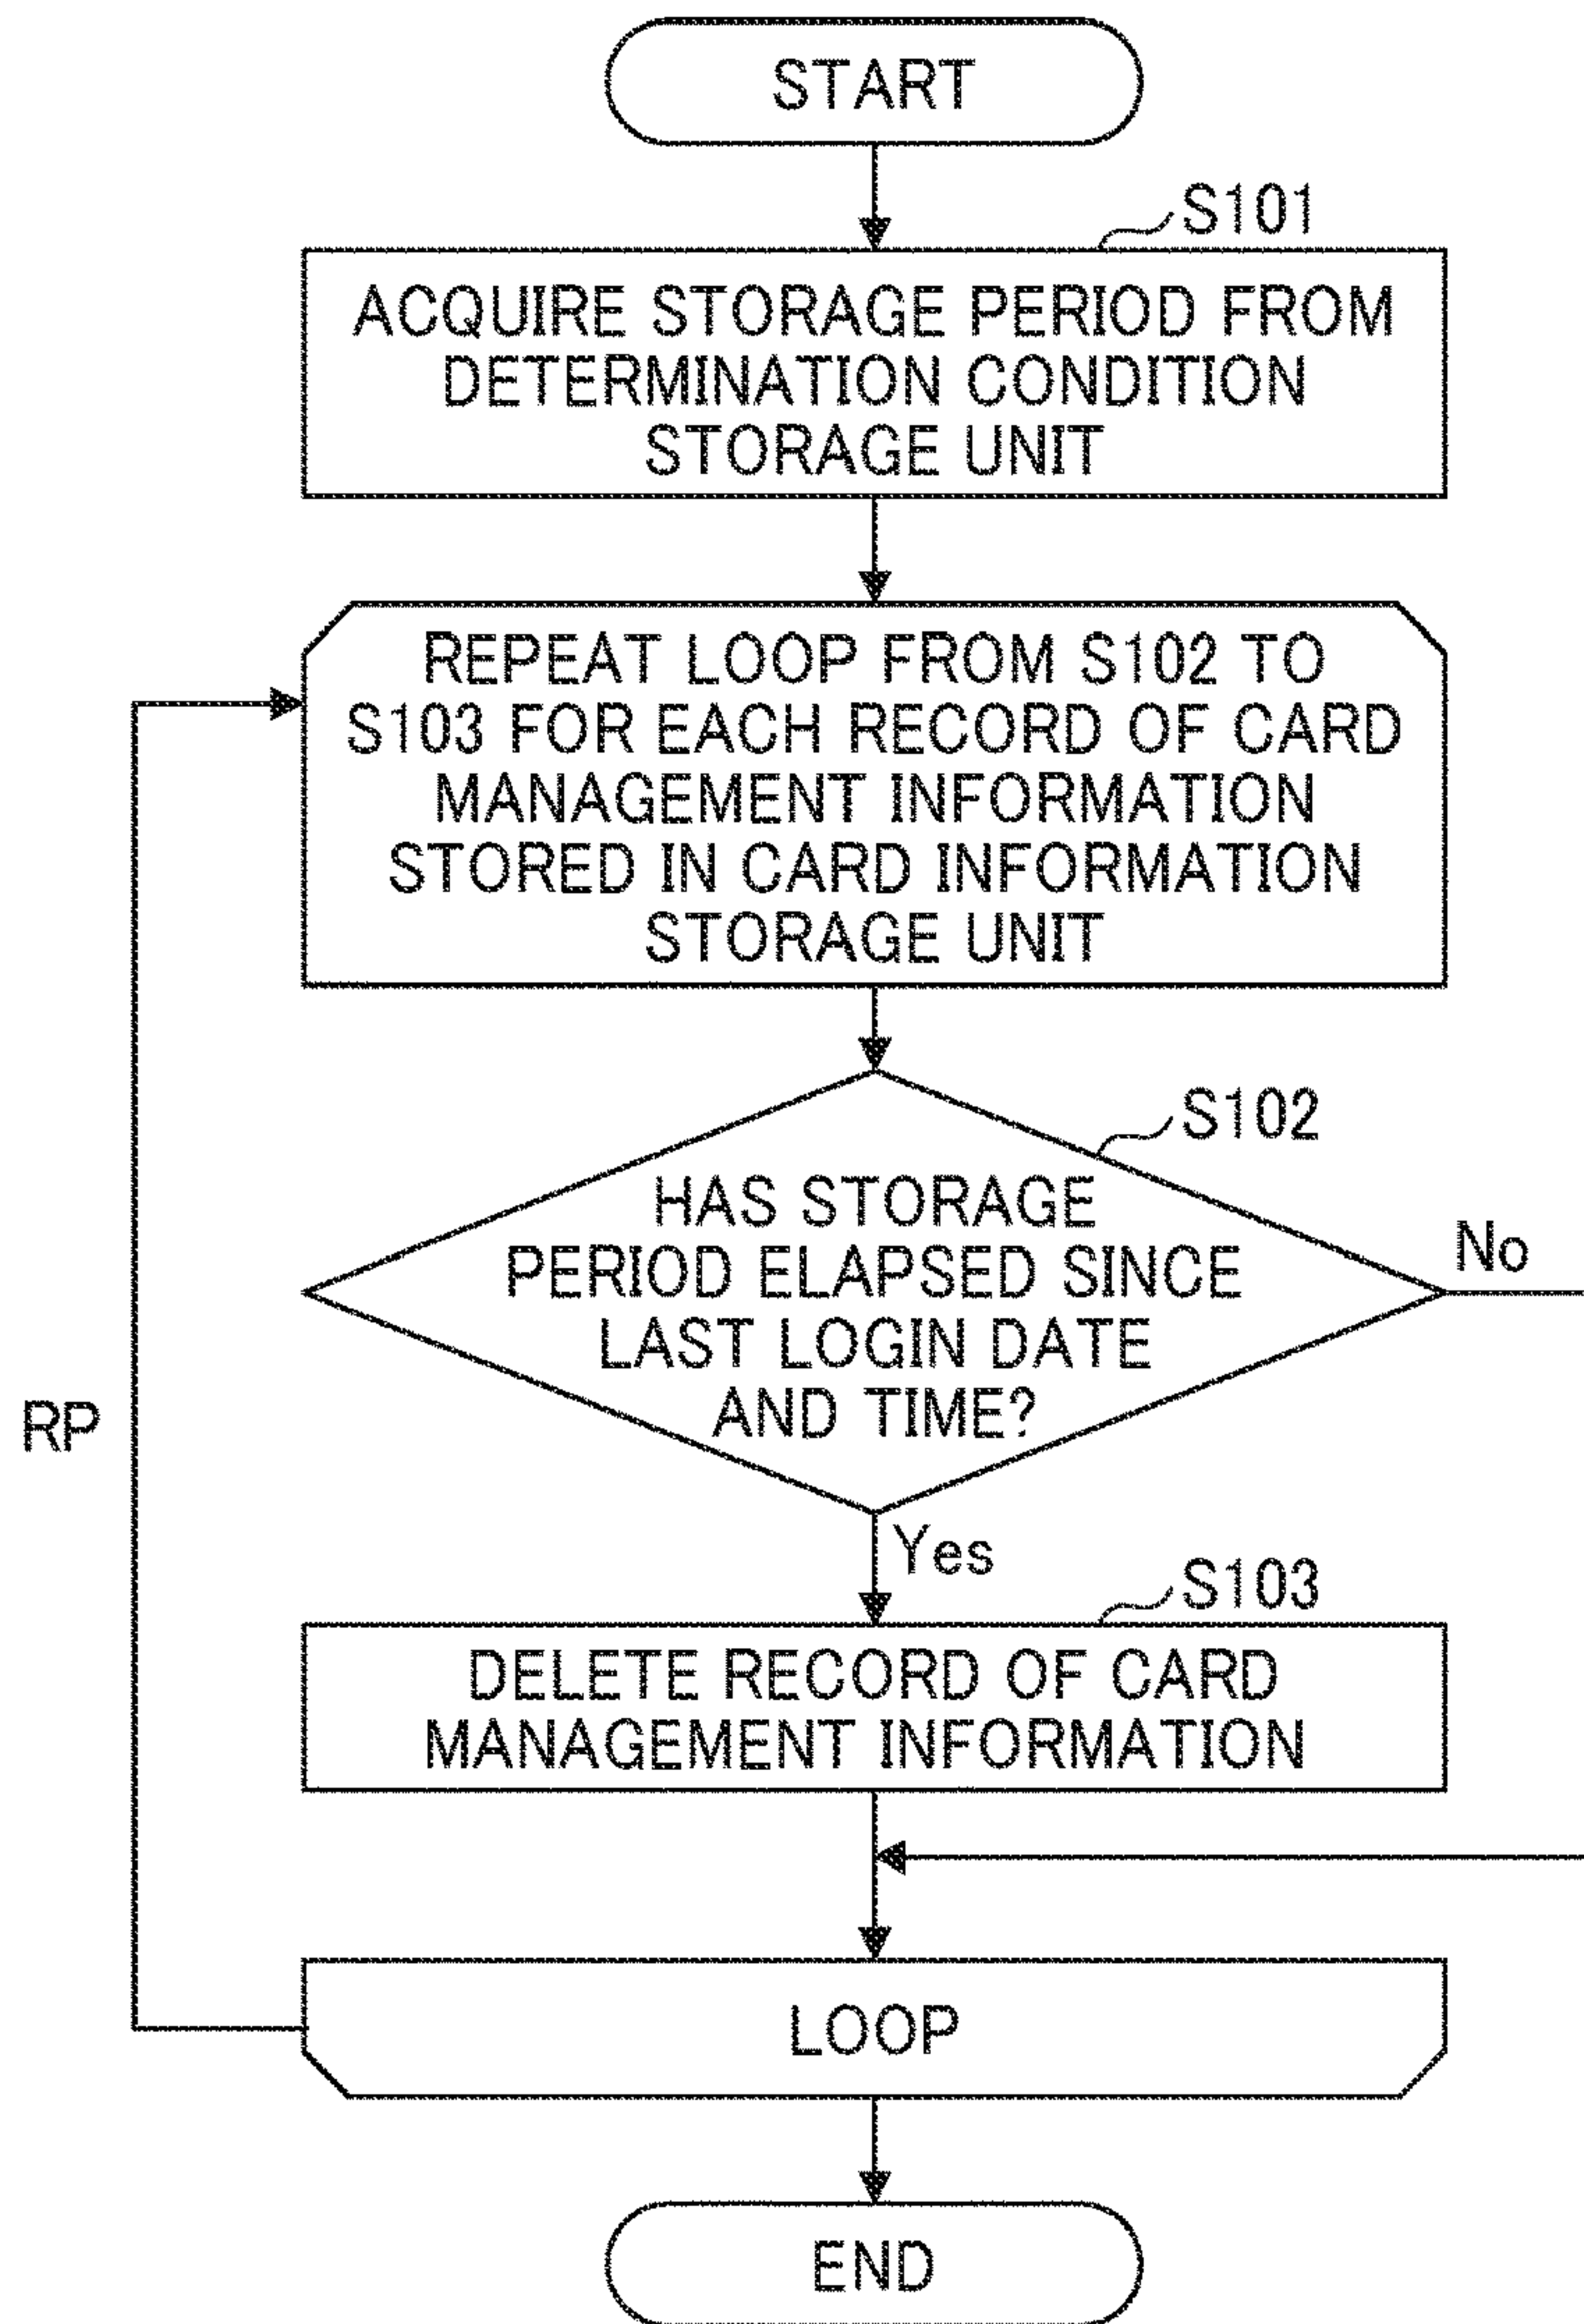 START
S101
ACQUIRE STORAGE PERIOD FROM
DETERMINATION CONDITION
STORAGE UNIT
REPEAT LOOP FROM S102 TO
S103 FOR EACH RECORD OF CARD
MANAGEMENT INFORMATION
STORED IN CARD INFORMATION
STORAGE UNIT
S102
HAS STORAGE
PERIOD ELAPSED SINCE
LAST LOGIN DATE
AND TIME?
No
RP
Yes
S103
DELETE RECORD OF CARD
MANAGEMENT INFORMATION
LOOP
END